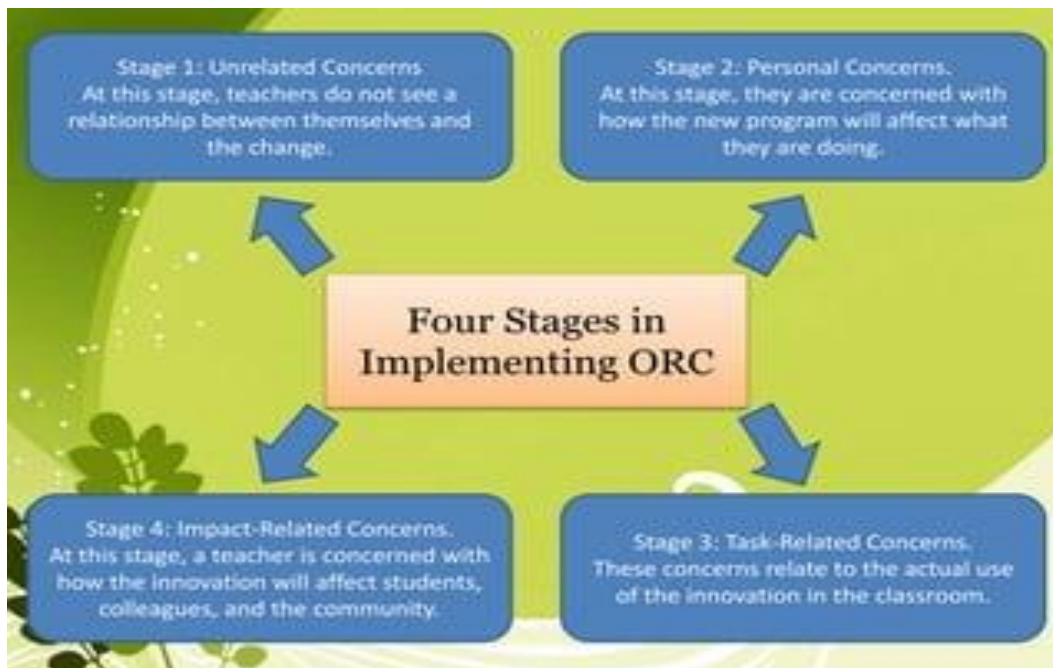 Stage 1: Unrelated Concerns
At this stage, teachers do not see a
relationship between themselves and
the change.
Stage 2: Personal Concerns.
At this stage, they are concerned with
how the new program will affect what
they are doing.
Four Stages in
Implementing ORC
Stage 4: Impact-Related Concerns.
At this stage, a teacher is concerned with
how the innovation will affect students,
colleagues, and the community.
Stage 3: Task-Related Concerns.
These concerns relate to the actual use
of the innovation in the classroom.